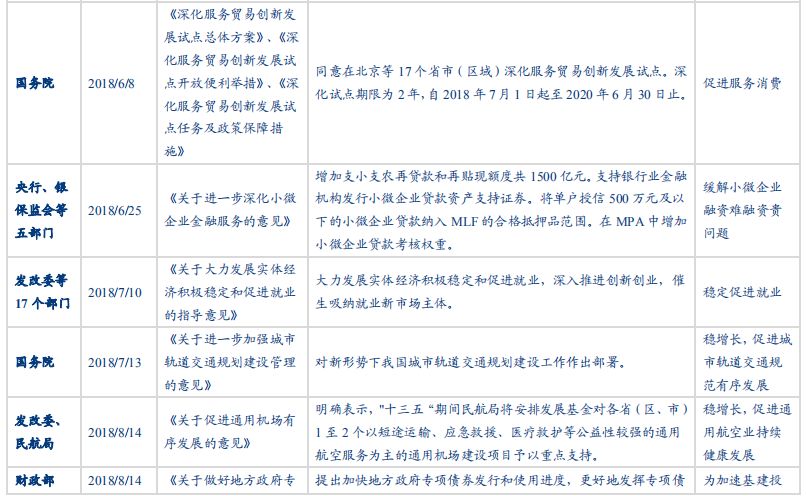 国务院
2018/6/8
《深化服务贸易创新发
展试点总体方案》、《深
化服务贸易创新发展试
点开放便利举措》、《深
化服务贸易创新发展试
点任务及政策保障措
施》
同意在北京等 17 个省市（区域）深化服务贸易创新发展试点。深
化试点期限为 2 年，自 2018 年 7 月 1 日起至 2020 年 6 月 30 日止。
促进服务消费
央行、银
保监会等
五部门
2018/6/25
《关于进一步深化小微
企业金融服务的意见》
增加支小支农再贷款和再贴现额度共 1500 亿元。支持银行业金融
机构发行小微企业贷款资产支持证券。将单户授信 500 万元及以
下的小微企业贷款纳入 MLF 的合格抵押品范围。在 MPA 中增加
小微企业贷款考核权重。
缓解小微企业
融资难融资贵
问题
发改委等
17 个部门
2018/7/10
《关于大力发展实体经
济积极稳定和促进就业
的指导意见》
大力发展实体经济积极稳定和促进就业，深入推进创新创业，催
生吸纳就业新市场主体。
稳定促进就业
国务院
2018/7/13
《关于进一步加强城市
轨道交通规划建设管理
的意见》
对新形势下我国城市轨道交通规划建设工作作出部署。
稳增长，促进城
市轨道交通规
范有序发展
发改委、
民航局
2018/8/14
《关于促进通用机场有
序发展的意见》
明确表示，"十三五 "期间民航局将安排发展基金对各省（区、市）
1 至 2 个以短途运输、应急救援、医疗救护等公益性较强的通用
航空服务为主的通用机场建设项目予以重点支持。
稳增长，促进通
用航空业持续
健康发展
财政部
2018/8/14
《关于做好地方政府专
提出加快地方政府专项债券发行和使用进度，更好地发挥专项债
为加速基建投